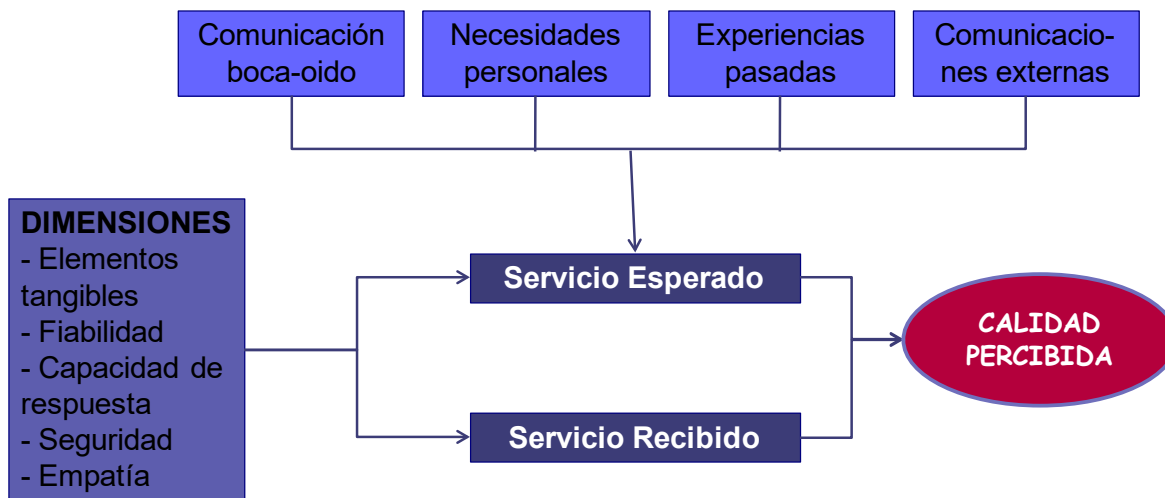 Comunicación
boca-oido
Necesidades
personales
Experiencias
pasadas
Comunicacio-
nes externas
DIMENSIONES
- Elementos
tangibles
- Fiabilidad
- Capacidad de
respuesta
- Seguridad
- Empatía
Servicio Esperado
Servicio Recibido
CALIDAD
PERCIBIDA